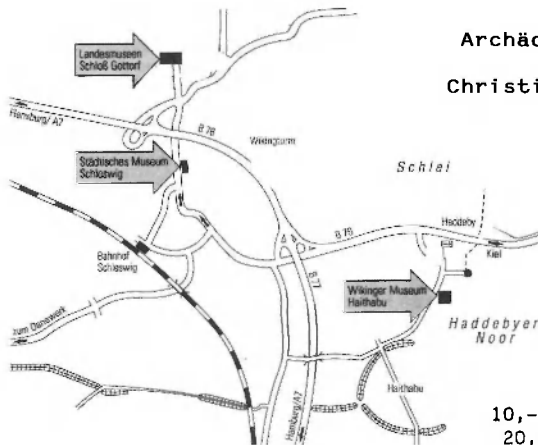 Archäo
Christi
Landesmuseen
Schloß Gottorf
Hamburg/A7
B 76
Wikingturm
Städtisches Museum
Schleswig
Schlei
Haddeby
B 76
Kiel
Bahnhof
Schleswig
B 77
Wikinger Museum
Haithabu
zum Danewerk
Haddebyer
Noor
Haithabu
Hamburg/A7
10,-
20,